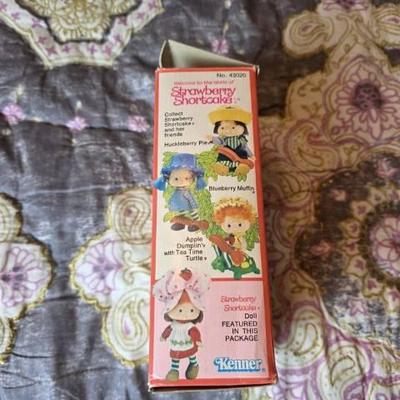 No. 43020
Welcome to the World of
Strawberry
Shortcake
Collect
Strawberry
Shortcake
and her
friends
Huckleberry Pie
Blueberry Muffin
Apple
Dumplin'
with Tea Time
Turtle
Strawberry
Shortcake
Doll
FEATURED
IN THIS
PACKAGE
Kenner